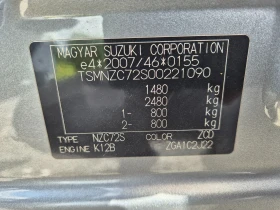 MAGYAR SUZUKI CORPORATION
e4*2007/46*0155
TSMNZC72S00221090
1480 kg
2480 kg
1- 800 kg
2- 800 kg
TYPE NZC72S COLOR ZCD
ENGINE K12B ZGA1C2J22